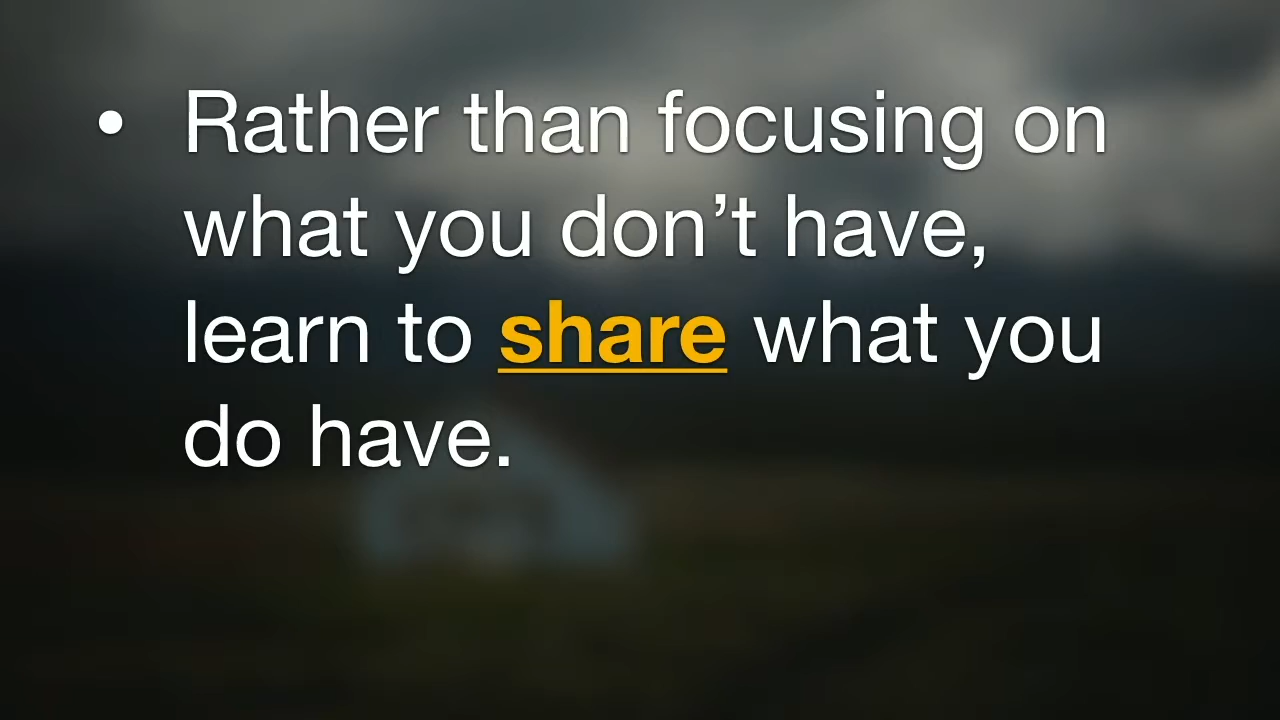 • Rather than focusing on
what you don’t have,
learn to share what you
do have.